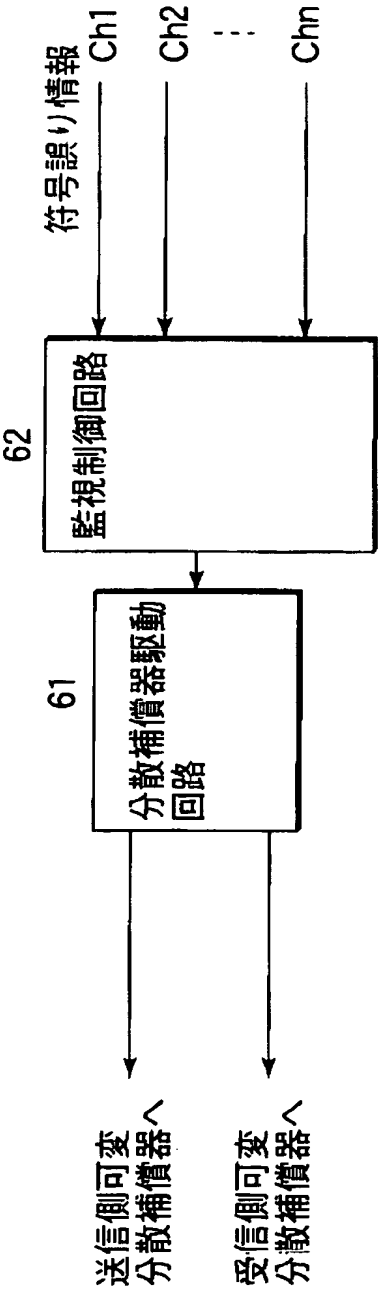 62
61
符号誤り情報
Ch1
Ch2
⋮
Chn
監視制御回路
分散補償器駆動
回路
送信側可変
分散補償器へ
受信側可変
分散補償器へ